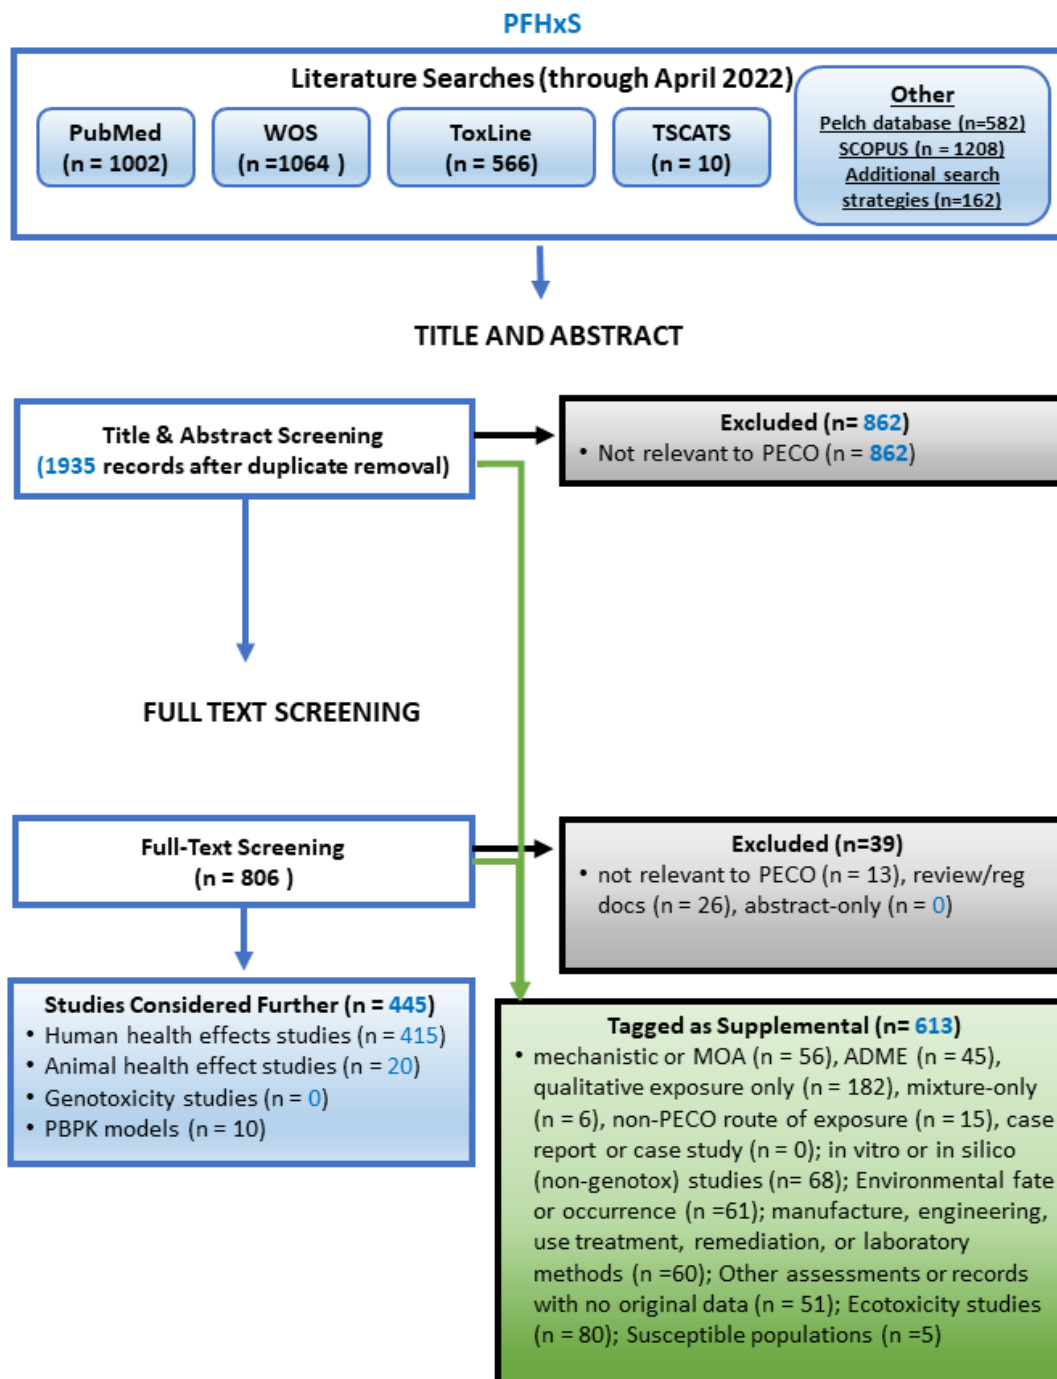 PFHxS
Literature Searches (through April 2022)
PubMed
(n = 1002)
WOS
(n =1064 )
ToxLine
(n = 566)
TSCATS
(n = 10)
Other
Pelch database (n=582)
SCOPUS (n = 1208)
Additional search
strategies (n=162)
TITLE AND ABSTRACT
Title & Abstract Screening
(1935 records after duplicate removal)
Excluded (n= 862)
• Not relevant to PECO (n = 862)
FULL TEXT SCREENING
Full-Text Screening
(n = 806 )
Excluded (n=39)
• not relevant to PECO (n = 13), review/reg
docs (n = 26), abstract-only (n = 0)
Studies Considered Further (n = 445)
• Human health effects studies (n = 415)
• Animal health effect studies (n = 20)
• Genotoxicity studies (n = 0)
• PBPK models (n = 10)
Tagged as Supplemental (n= 613)
• mechanistic or MOA (n = 56), ADME (n = 45),
qualitative exposure only (n = 182), mixture-only
(n = 6), non-PECO route of exposure (n = 15), case
report or case study (n = 0); in vitro or in silico
(non-genotox) studies (n= 68); Environmental fate
or occurrence (n =61); manufacture, engineering,
use treatment, remediation, or laboratory
methods (n =60); Other assessments or records
with no original data (n = 51); Ecotoxicity studies
(n = 80); Susceptible populations (n =5)